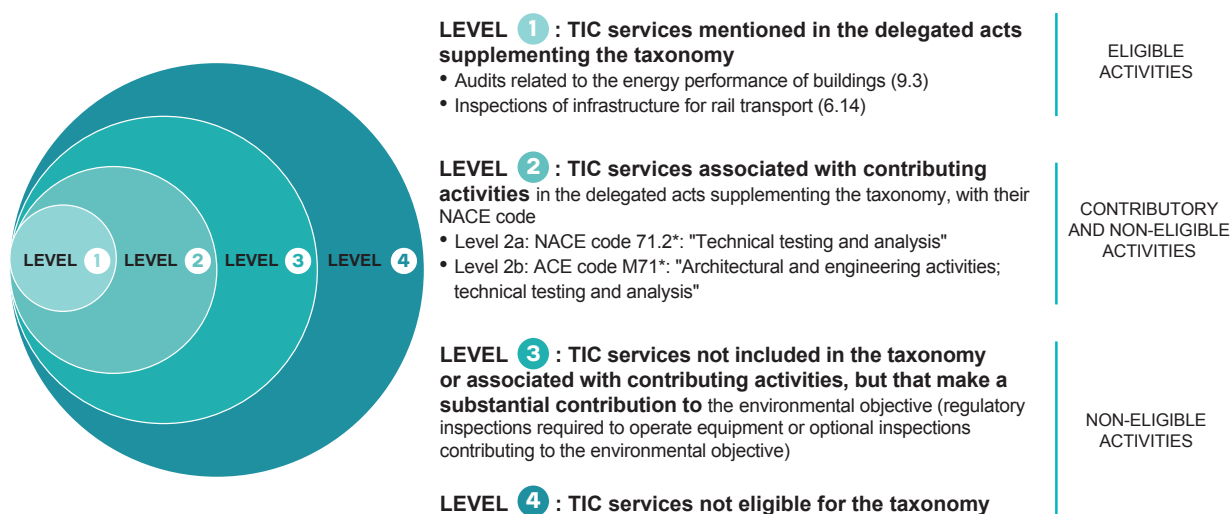 LEVEL 1 : TIC services mentioned in the delegated acts
supplementing the taxonomy
• Audits related to the energy performance of buildings (9.3)
• Inspections of infrastructure for rail transport (6.14)
ELIGIBLE
ACTIVITIES
LEVEL 2 : TIC services associated with contributing
activities in the delegated acts supplementing the taxonomy, with their
NACE code
• Level 2a: NACE code 71.2*: "Technical testing and analysis"
• Level 2b: ACE code M71*: "Architectural and engineering activities;
technical testing and analysis"
CONTRIBUTORY
AND NON-ELIGIBLE
ACTIVITIES
LEVEL 1 LEVEL 2 LEVEL 3 LEVEL 4
LEVEL 3 : TIC services not included in the taxonomy
or associated with contributing activities, but that make a
substantial contribution to the environmental objective (regulatory
inspections required to operate equipment or optional inspections
contributing to the environmental objective)
NON-ELIGIBLE
ACTIVITIES
LEVEL 4 : TIC services not eligible for the taxonomy